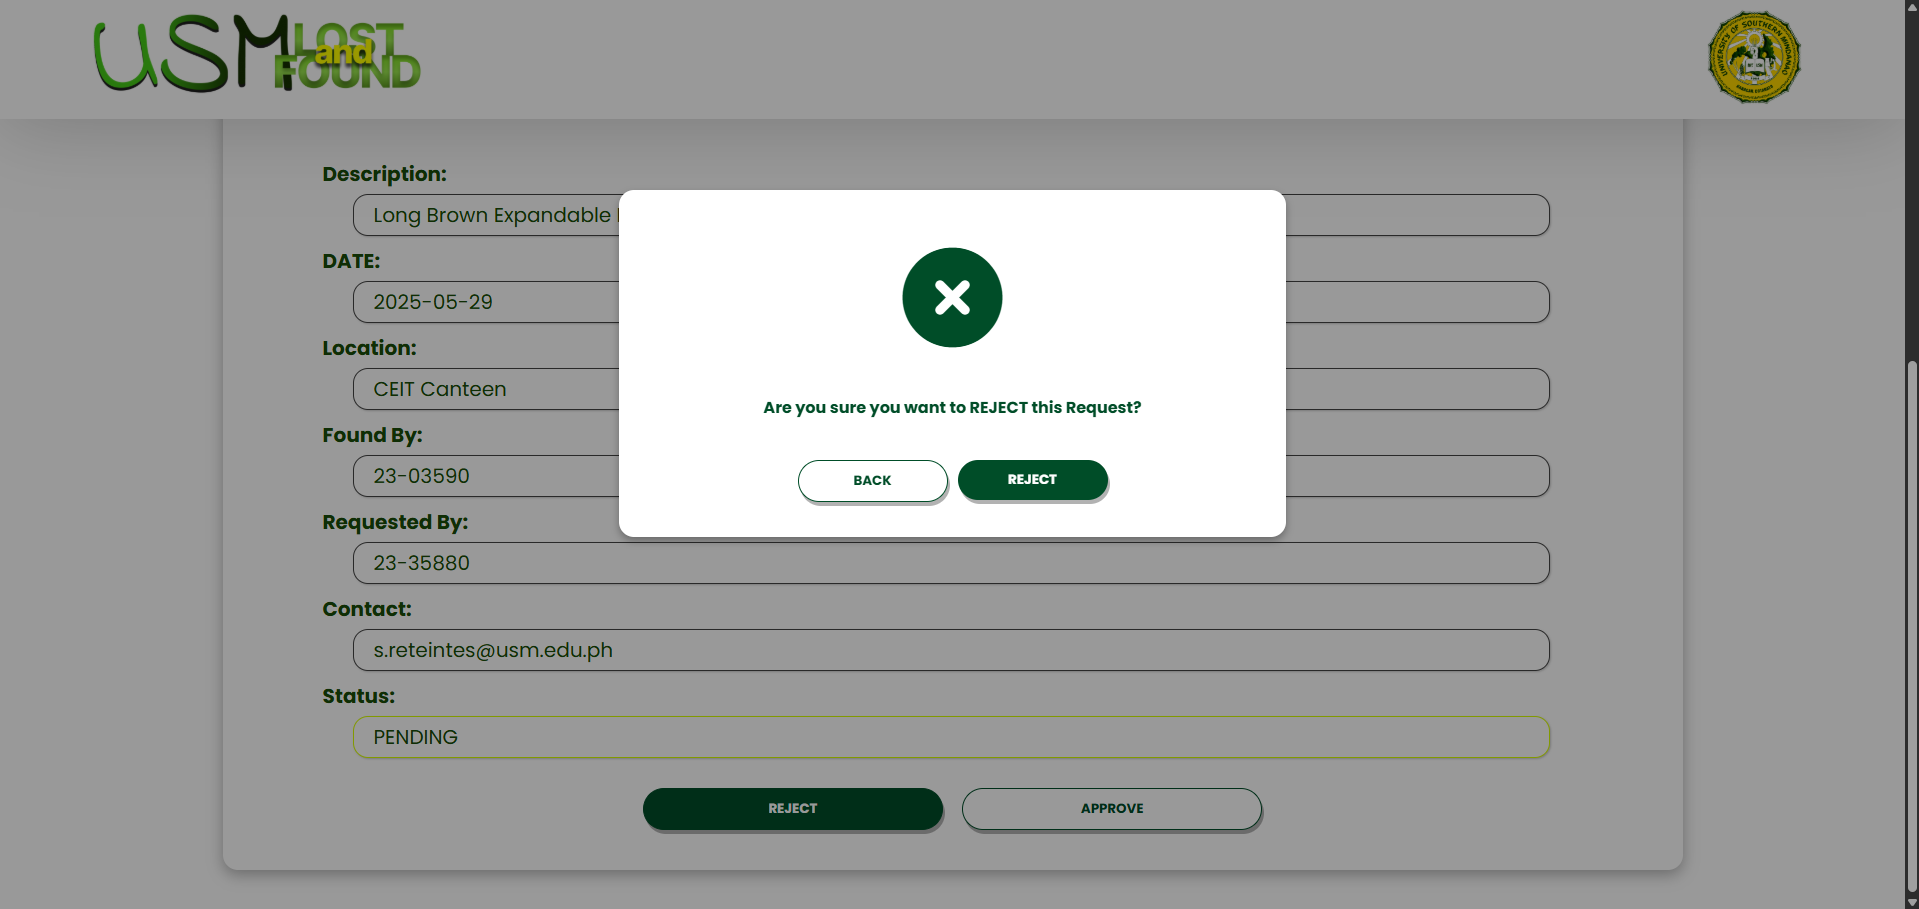 USM LOST
and
FOUND
UNIVERSITY OF SOUTHERN MINDANAO
Description:
Long Brown Expandable
DATE:
2025-05-29
Location:
CEIT Canteen
Found By:
23-03590
Requested By:
23-35880
Contact:
s.reteintes@usm.edu.ph
Status:
PENDING
REJECT
APPROVE
Are you sure you want to REJECT this Request?
BACK
REJECT